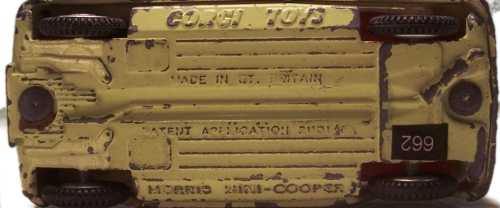 CORGI TOYS
MADE IN GT. BRITAIN
PATENT APPLICATION
MORRIS MINI-COOPER
662